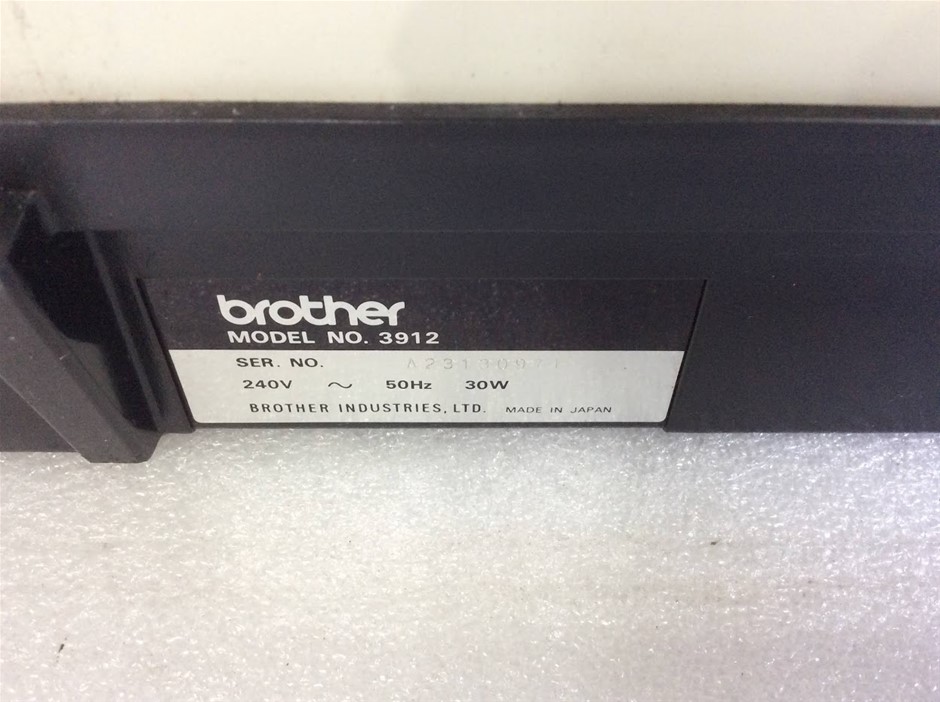 brother
MODEL NO. 3912
SER. NO.
240V ~ 50Hz 30W
BROTHER INDUSTRIES, LTD. MADE IN JAPAN